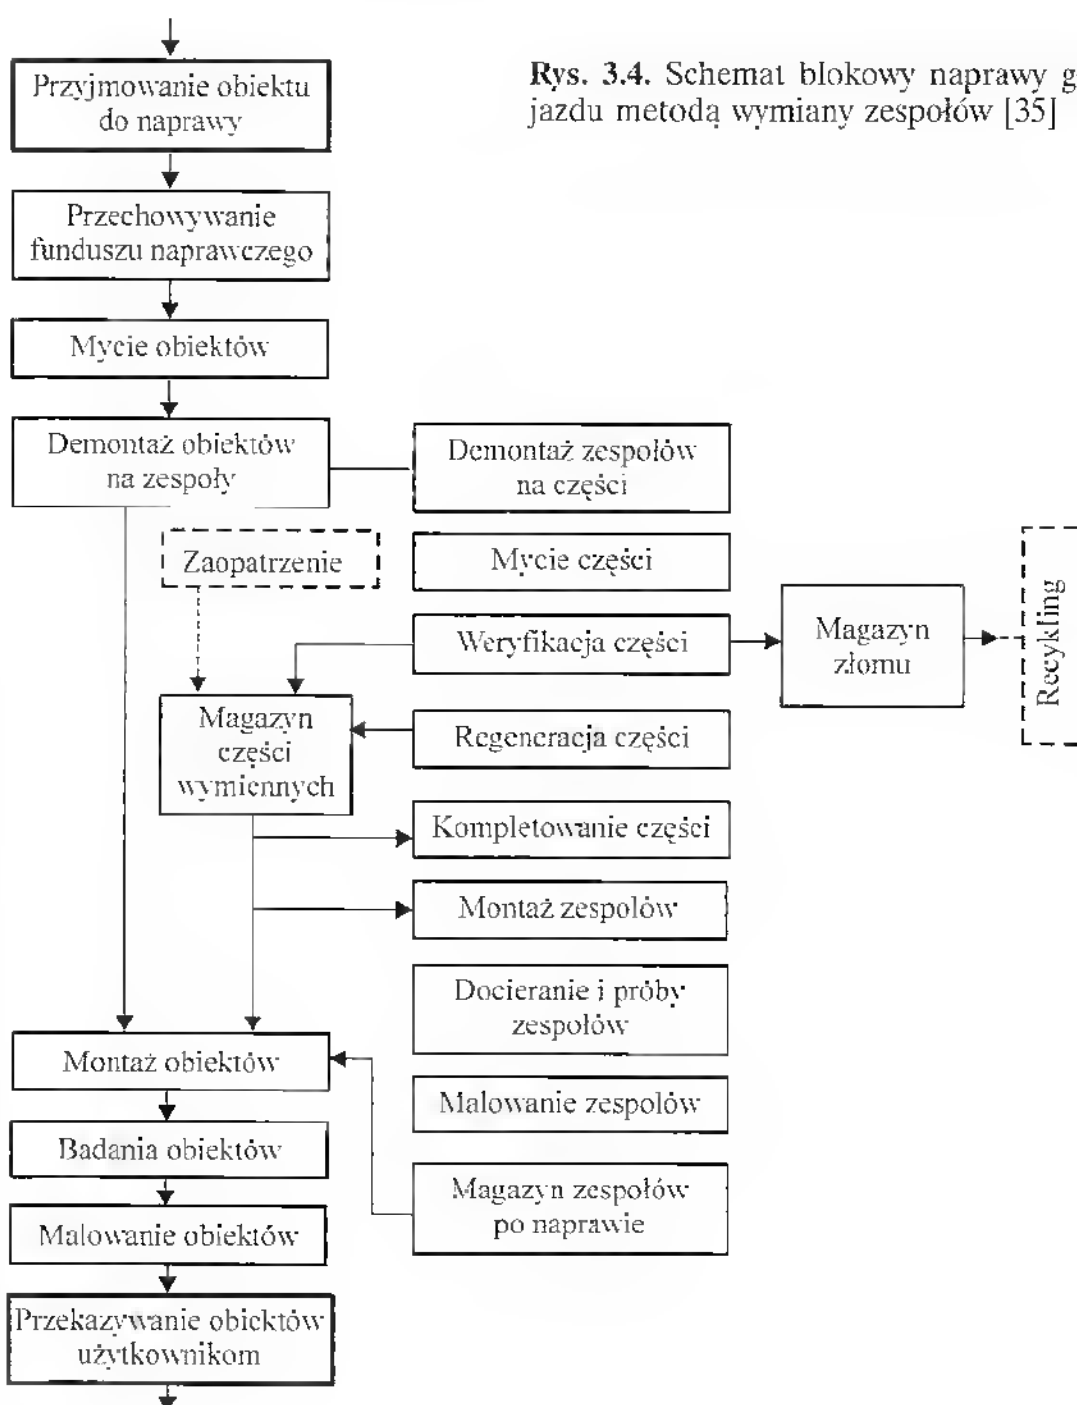 Rys. 3.4. Schemat blokowy naprawy g
jazdu metodą wymiany zespołów [35]
Przyjmowanie obiektu
do naprawy
Przechowywanie
funduszu naprawczego
Mycie obiektów
Demontaż obiektów
na zespoły
Demontaż zespołów
na części
Zaopatrzenie
Mycie części
Weryfikacja części
Magazyn
złomu
Recykling
Magazyn
części
wymiennych
Regeneracja części
Kompletowanie części
Montaż zespołów
Docieranie i próby
zespołów
Montaż obiektów
Malowanie zespołów
Badania obiektów
Magazyn zespołów
po naprawie
Malowanie obiektów
Przekazywanie obiektów
użytkownikom